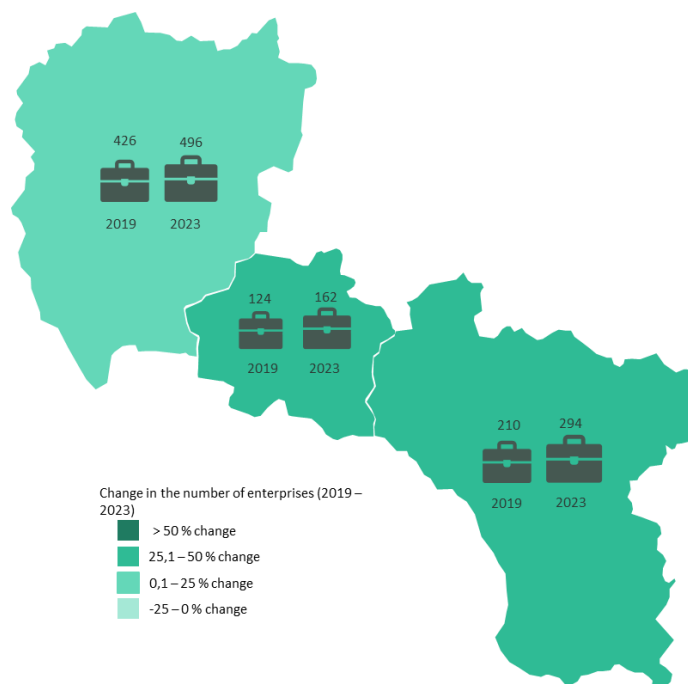 426 496
2019 2023
124 162
2019 2023
210 294
2019 2023
Change in the number of enterprises (2019 –
2023)
> 50 % change
25,1 – 50 % change
0,1 – 25 % change
-25 – 0 % change